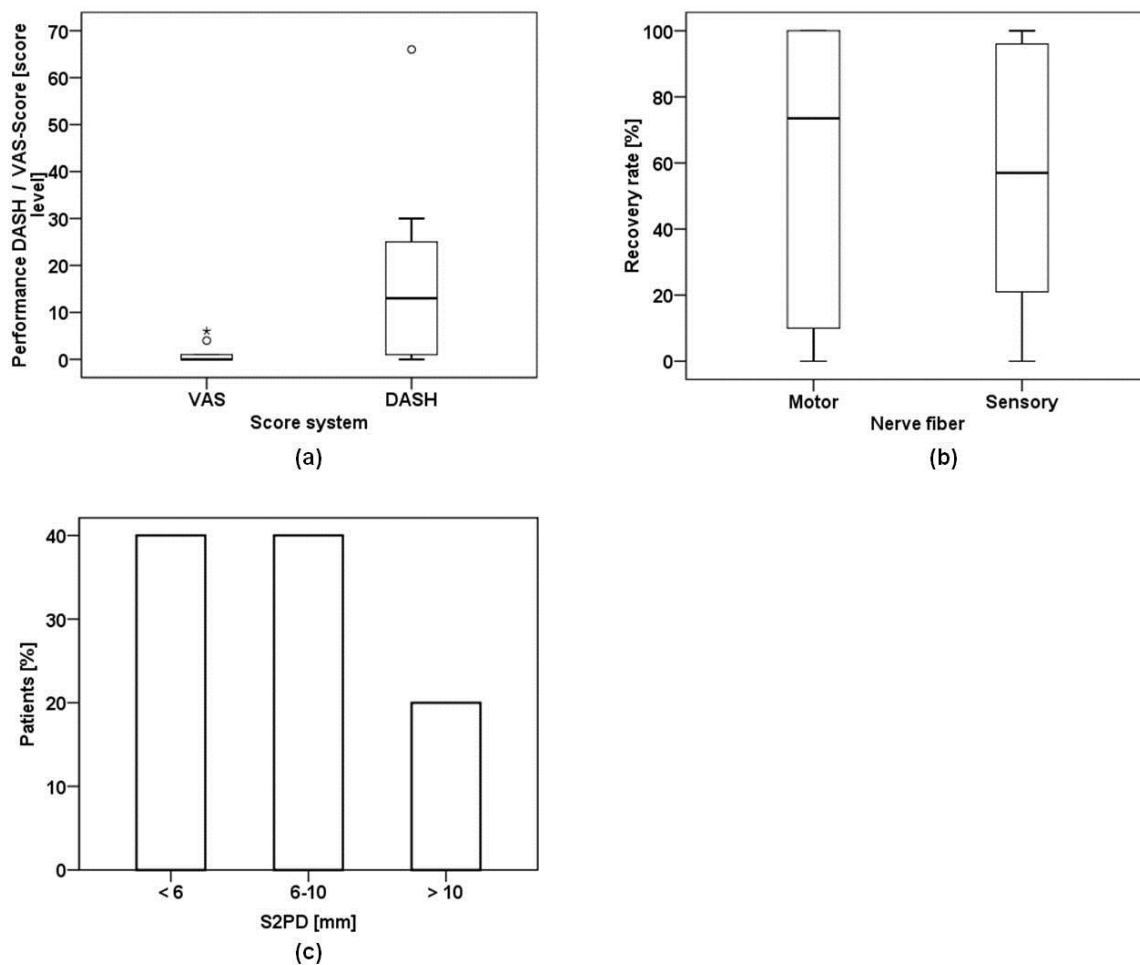 Performance DASH / VAS-Score [score
level]
70
60
50
40
30
20
10
0
*
VAS
DASH
Score system
(a)
Recovery rate [%]
100
80
60
40
20
0
Motor
Sensory
Nerve fiber
(b)
Patients [%]
40
30
20
10
0
< 6
6-10
> 10
S2PD [mm]
(c)